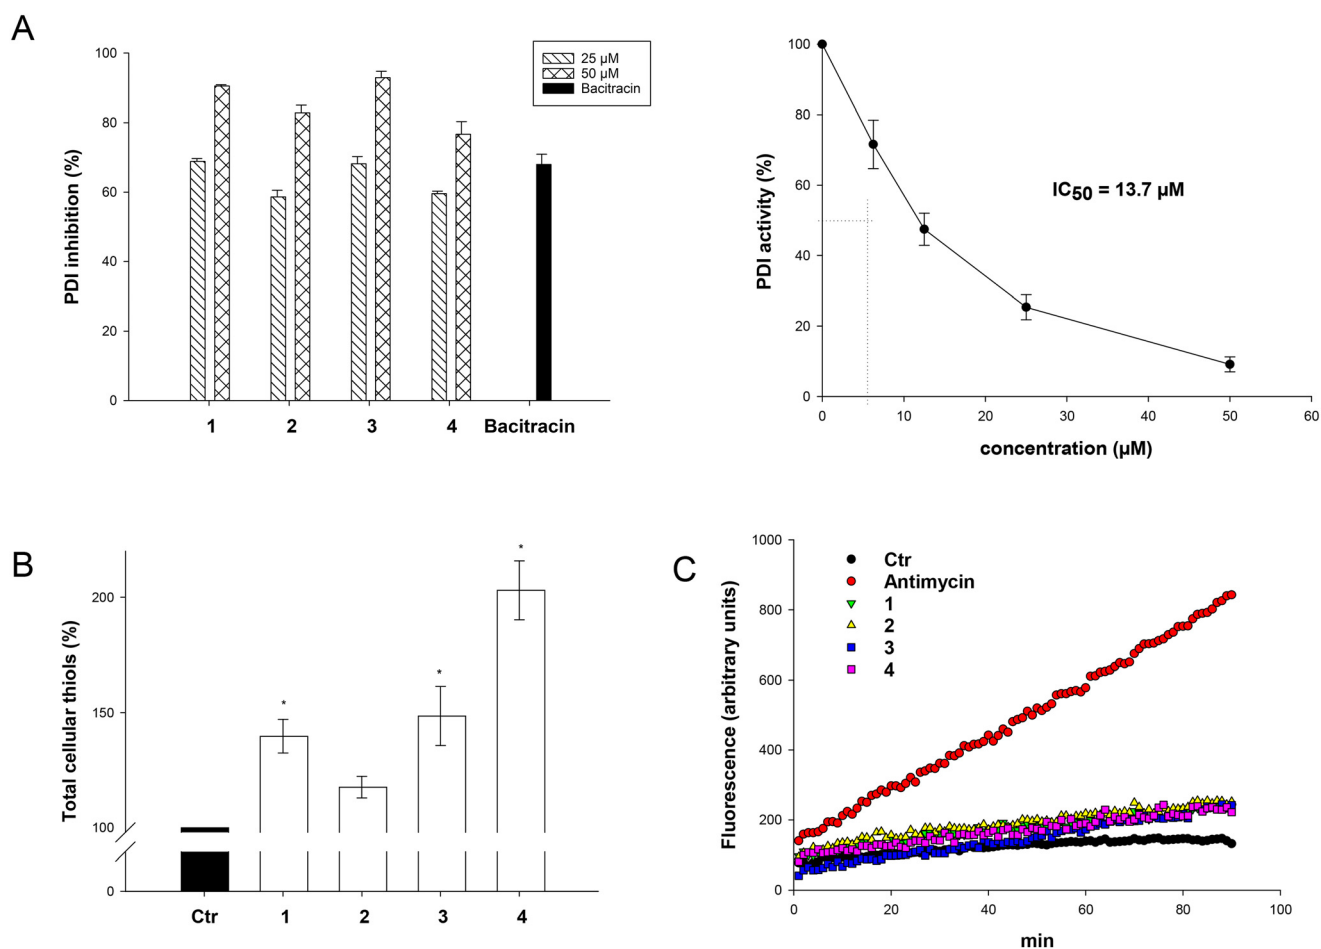 A
PDI inhibition (%)
100
80
60
40
20
0
25 µM
50 µM
Bacitracin
1
2
3
4
Bacitracin
PDI activity (%)
100
80
60
40
20
0
IC50 = 13.7 µM
0
10
20
30
40
50
60
concentration (µM)
B
Total cellular thiols (%)
200
150
100
0
*
*
*
Ctr
1
2
3
4
C
Fluorescence (arbitrary units)
1000
800
600
400
200
0
Ctr
Antimycin
1
2
3
4
0
20
40
60
80
100
min